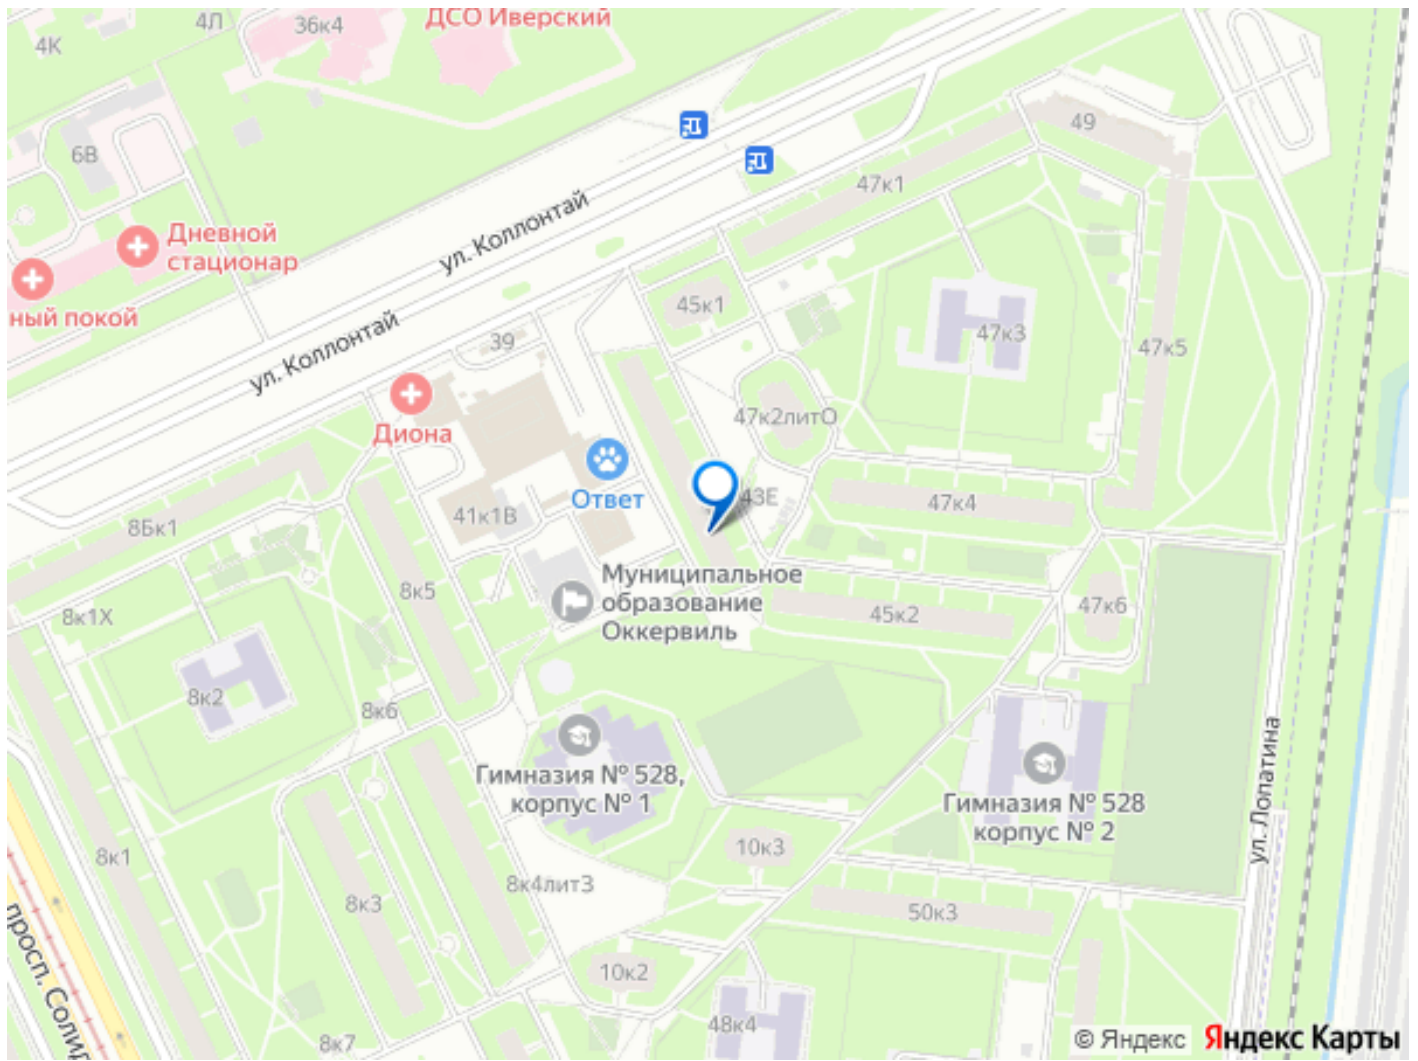 ДСО Иверский
4Л
36к4
4К
6В
49
47к1
ул. Коллонтай
Дневной
стационар
ный покой
45к1
47к3
47к5
39
ул. Коллонтай
Диона
47к2литО
Ответ
43Е
47к4
41к1В
8Бк1
Муниципальное
образование
Оккервиль
8к5
8к1Х
45к2
47к6
8к2
8к6
Гимназия № 528,
корпус № 1
Гимназия № 528
корпус № 2
ул. Лопатина
10к3
8к1
8к4лит3
8к3
50к3
просп. Солид
10к2
48к4
8к7
© Яндекс Яндекс Карты